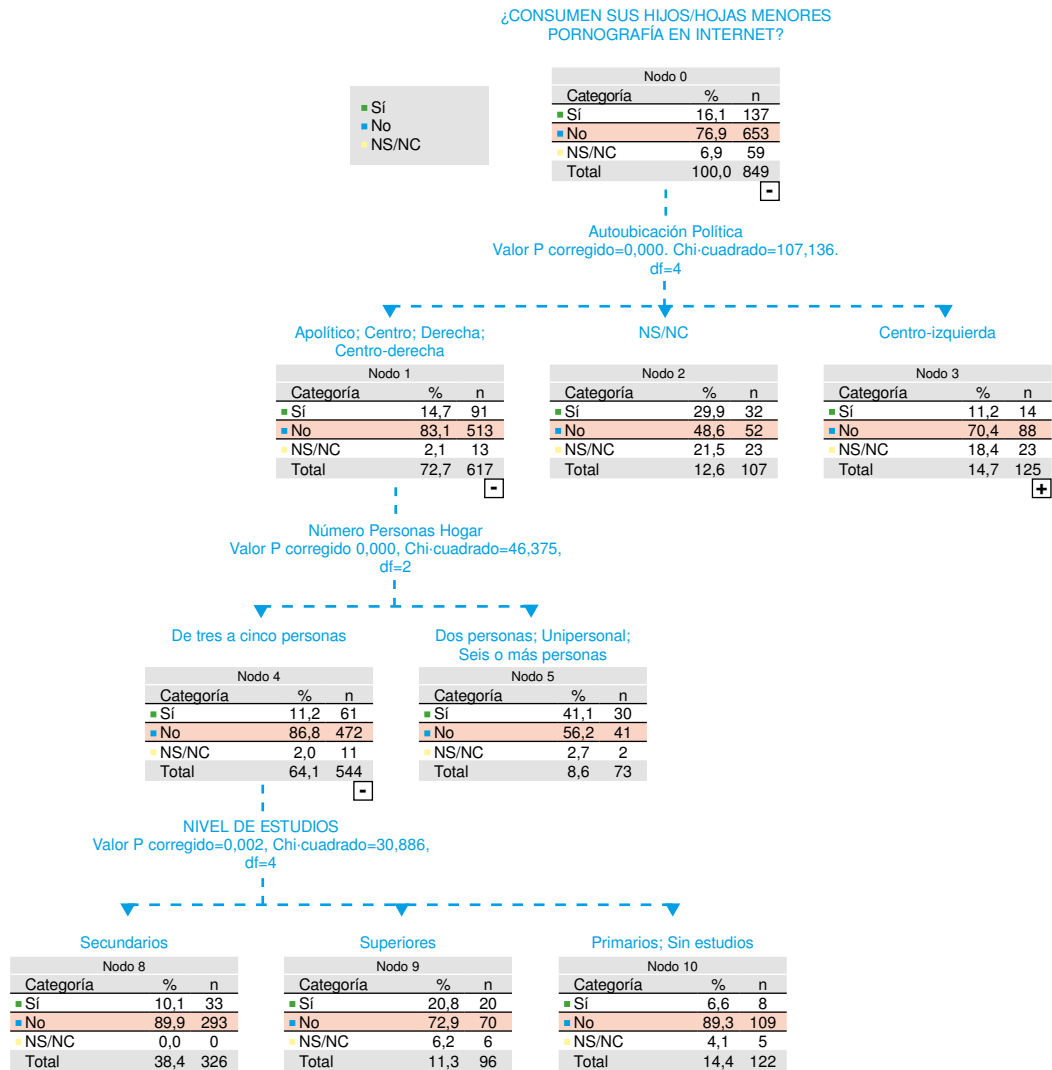 ¿CONSUMEN SUS HIJOS/HOJAS MENORES
PORNOGRAFÍA EN INTERNET?
Sí
No
NS/NC
Nodo 0
Categoría % n
Sí 16,1 137
No 76,9 653
NS/NC 6,9 59
Total 100,0 849
-
Autoubicación Política
Valor P corregido=0,000. Chi-cuadrado=107,136.
df=4
Apolítico; Centro; Derecha;
Centro-derecha
Nodo 1
Categoría % n
Sí 14,7 91
No 83,1 513
NS/NC 2,1 13
Total 72,7 617
-
NS/NC
Nodo 2
Categoría % n
Sí 29,9 32
No 48,6 52
NS/NC 21,5 23
Total 12,6 107
Centro-izquierda
Nodo 3
Categoría % n
Sí 11,2 14
No 70,4 88
NS/NC 18,4 23
Total 14,7 125
+
Número Personas Hogar
Valor P corregido 0,000, Chi-cuadrado=46,375,
df=2
De tres a cinco personas
Nodo 4
Categoría % n
Sí 11,2 61
No 86,8 472
NS/NC 2,0 11
Total 64,1 544
-
Dos personas; Unipersonal;
Seis o más personas
Nodo 5
Categoría % n
Sí 41,1 30
No 56,2 41
NS/NC 2,7 2
Total 8,6 73
NIVEL DE ESTUDIOS
Valor P corregido=0,002, Chi-cuadrado=30,886,
df=4
Secundarios
Nodo 8
Categoría % n
Sí 10,1 33
No 89,9 293
NS/NC 0,0 0
Total 38,4 326
Superiores
Nodo 9
Categoría % n
Sí 20,8 20
No 72,9 70
NS/NC 6,2 6
Total 11,3 96
Primarios; Sin estudios
Nodo 10
Categoría % n
Sí 6,6 8
No 89,3 109
NS/NC 4,1 5
Total 14,4 122